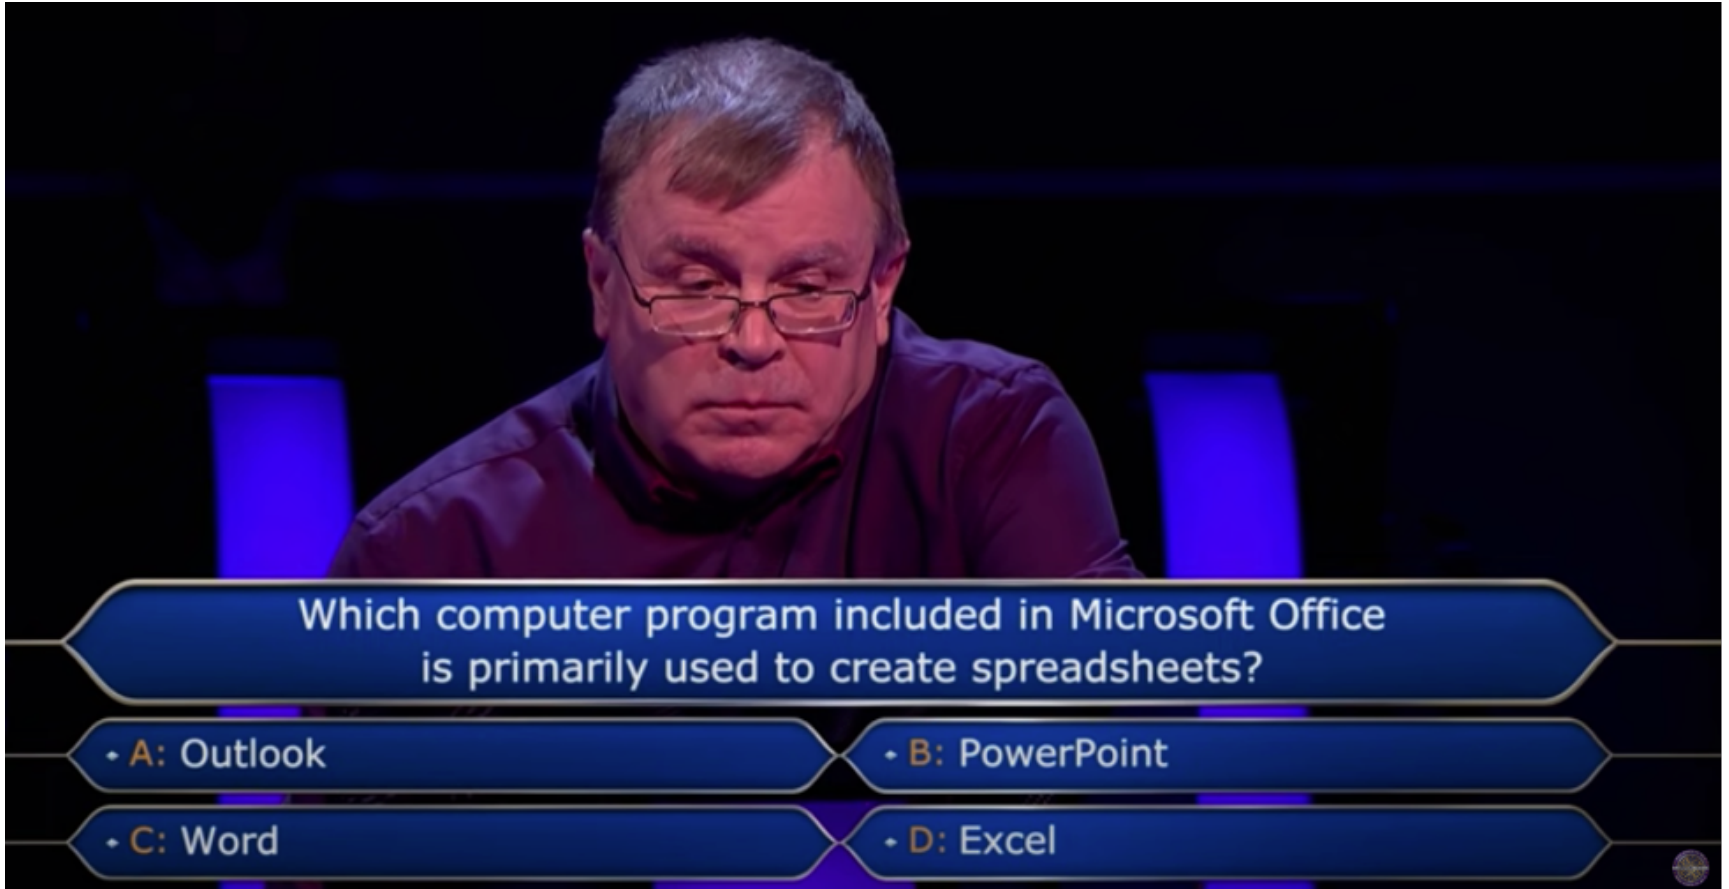 Which computer program included in Microsoft Office
is primarily used to create spreadsheets?
A: Outlook
B: PowerPoint
C: Word
D: Excel